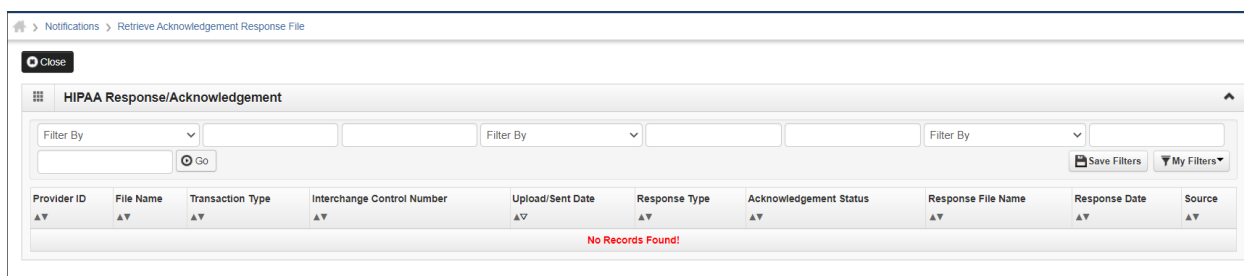 > Notifications > Retrieve Acknowledgement Response File
Close
HIPAA Response/Acknowledgement
Filter By Filter By Filter By
Go Save Filters My Filters
Provider ID File Name Transaction Type Interchange Control Number Upload/Sent Date Response Type Acknowledgement Status Response File Name Response Date Source
No Records Found!